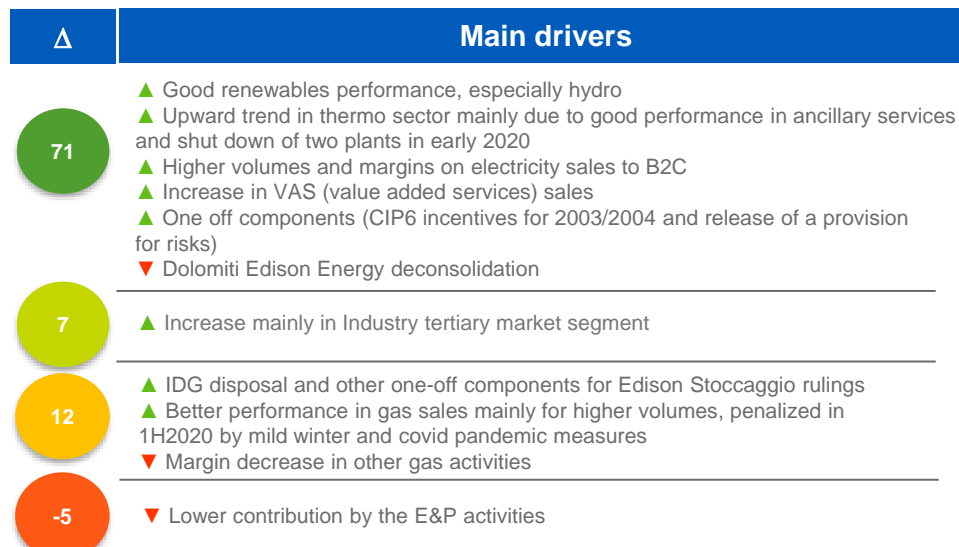 Δ Main drivers
71
▲ Good renewables performance, especially hydro
▲ Upward trend in thermo sector mainly due to good performance in ancillary services
and shut down of two plants in early 2020
▲ Higher volumes and margins on electricity sales to B2C
▲ Increase in VAS (value added services) sales
▲ One off components (CIP6 incentives for 2003/2004 and release of a provision
for risks)
▼ Dolomiti Edison Energy deconsolidation
7
▲ Increase mainly in Industry tertiary market segment
12
▲ IDG disposal and other one-off components for Edison Stoccaggio rulings
▲ Better performance in gas sales mainly for higher volumes, penalized in
1H2020 by mild winter and covid pandemic measures
▼ Margin decrease in other gas activities
-5
▼ Lower contribution by the E&P activities